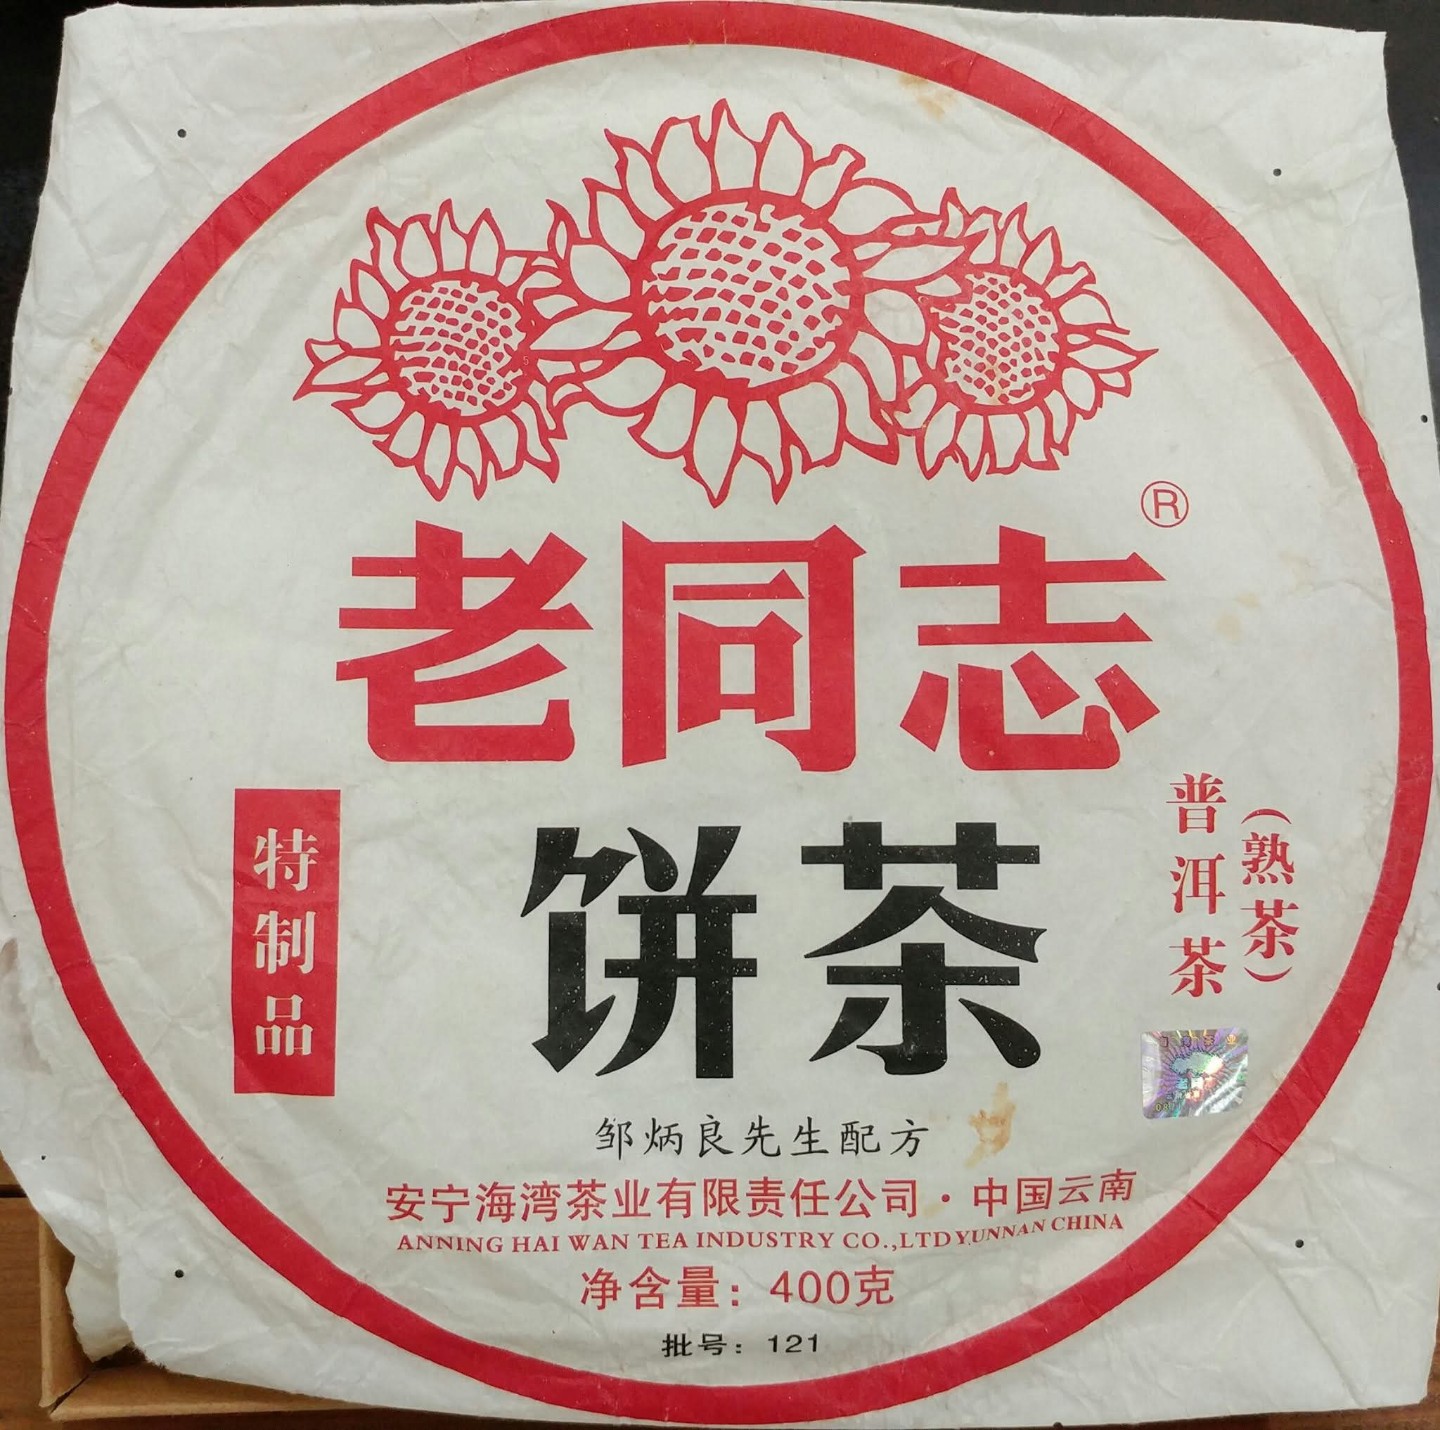 ®
老同志
饼茶
特制品
普洱茶
（熟茶）
邹炳良先生配方
安宁海湾茶业有限责任公司·中国云南
ANNING HAI WAN TEA INDUSTRY CO.,LTD YUNNAN CHINA
净含量：400克
批号：121